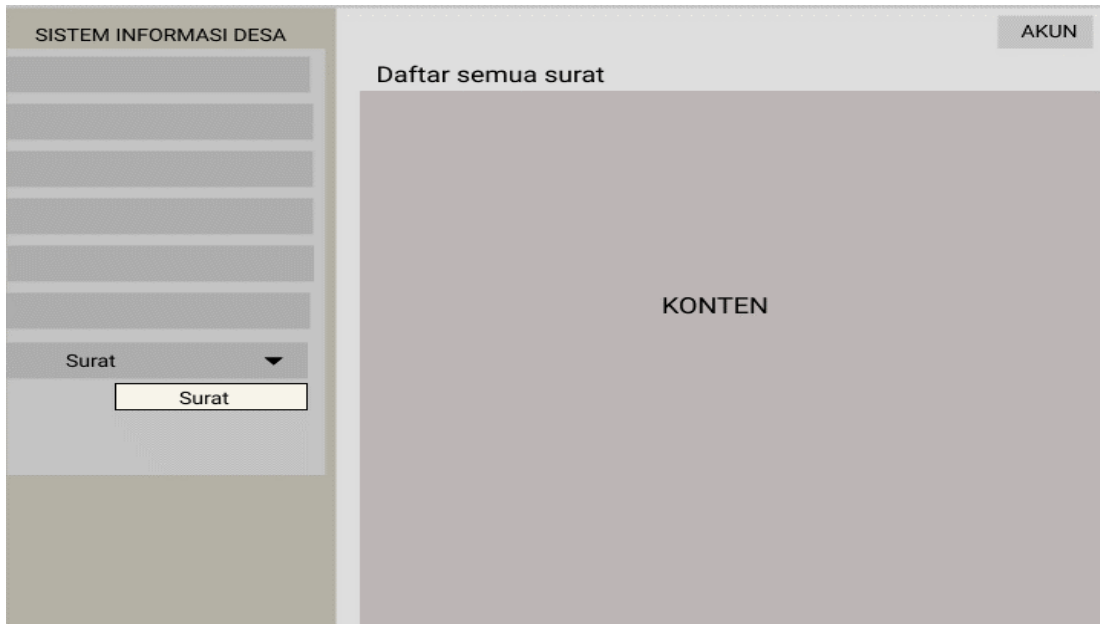 SISTEM INFORMASI DESA
AKUN
Daftar semua surat
KONTEN
Surat
Surat